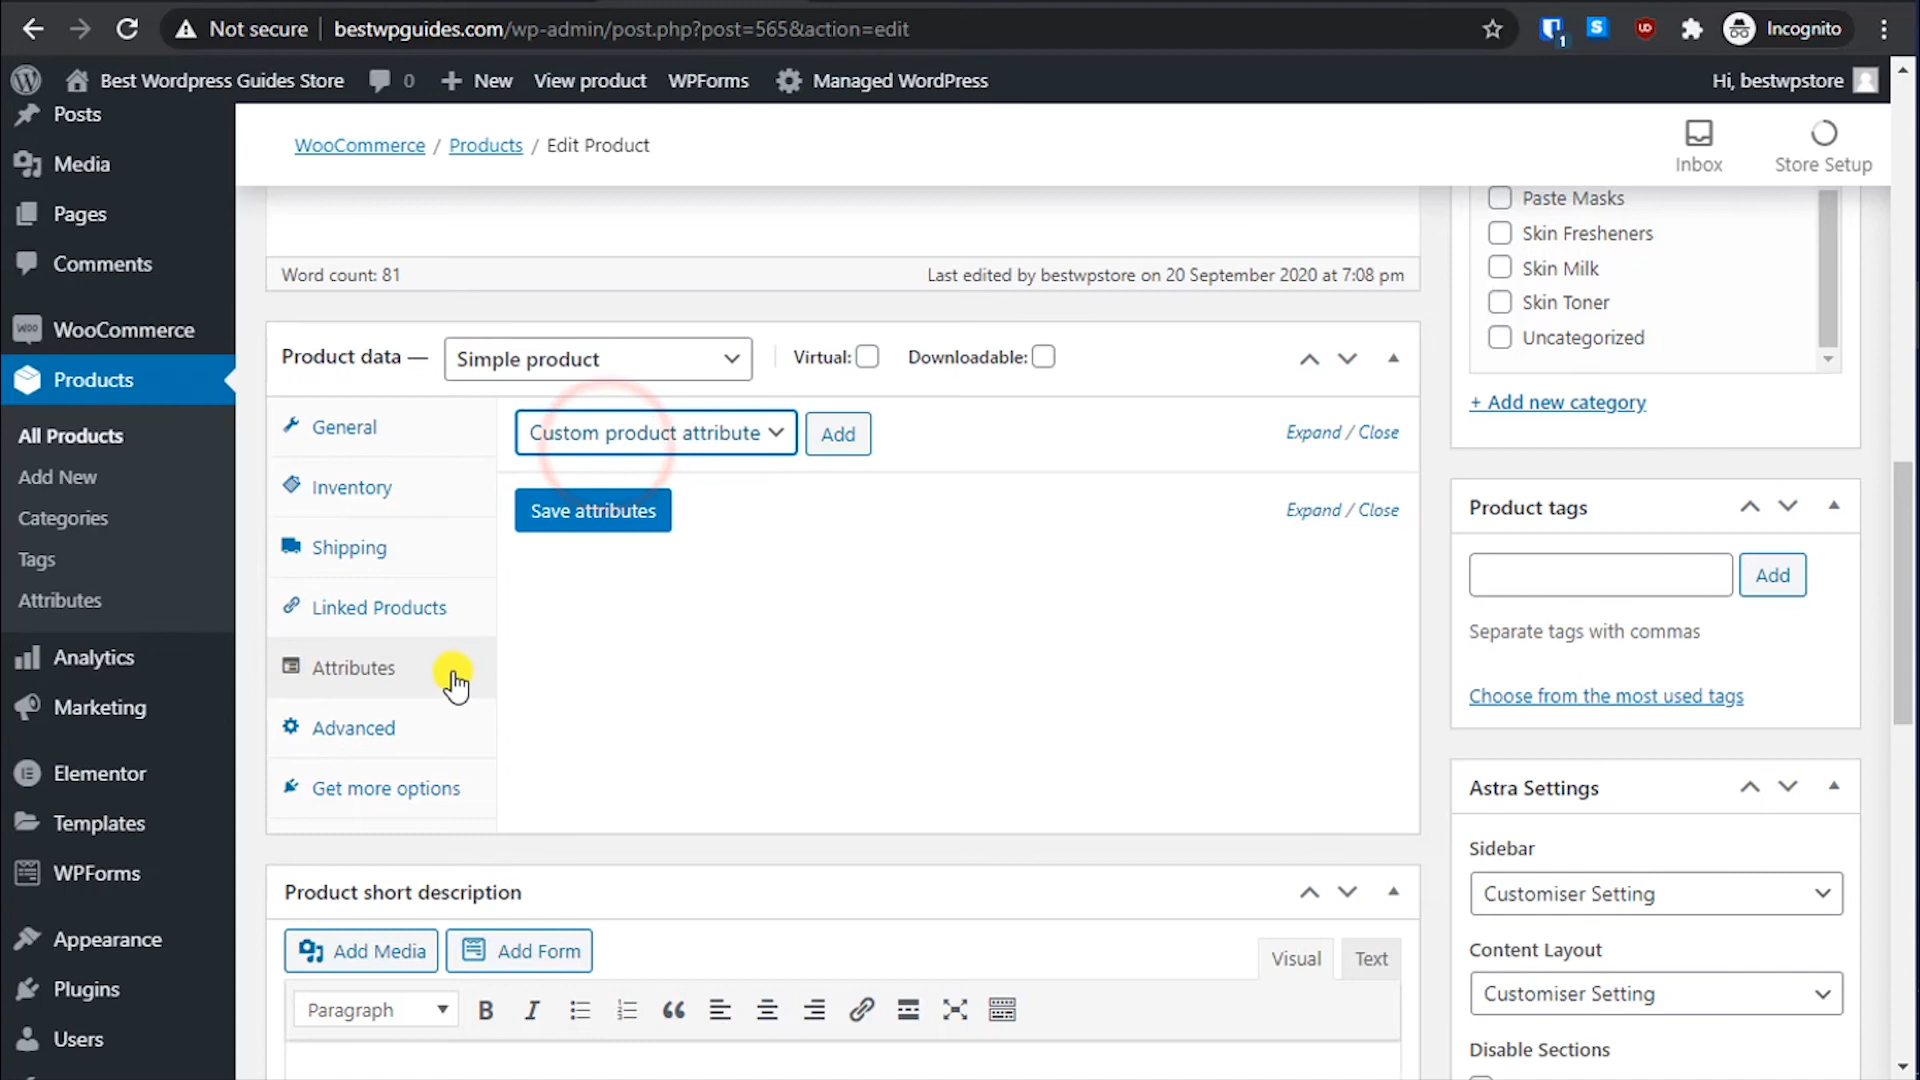 Not secure | bestwpguides.com/wp-admin/post.php?post=565&action=edit
1
S
Incognito
Best Wordpress Guides Store
0
New
View product
WPForms
Managed WordPress
Hi, bestwpstore
Posts
Media
Pages
Comments
Woo WooCommerce
Products
All Products
Add New
Categories
Tags
Attributes
Analytics
Marketing
Elementor
Templates
WPForms
Appearance
Plugins
Users
WooCommerce / Products / Edit Product
Inbox
Store Setup
Word count: 81
Last edited by bestwpstore on 20 September 2020 at 7:08 pm
Product data —
Simple product
Virtual:
Downloadable:
General
Inventory
Shipping
Linked Products
Attributes
Advanced
Get more options
Custom product attribute
Add
Expand / Close
Save attributes
Expand / Close
Product short description
Add Media
Add Form
Visual
Text
Paragraph
B
I
Paste Masks
Skin Fresheners
Skin Milk
Skin Toner
Uncategorized
+ Add new category
Product tags
Add
Separate tags with commas
Choose from the most used tags
Astra Settings
Sidebar
Customiser Setting
Content Layout
Customiser Setting
Disable Sections